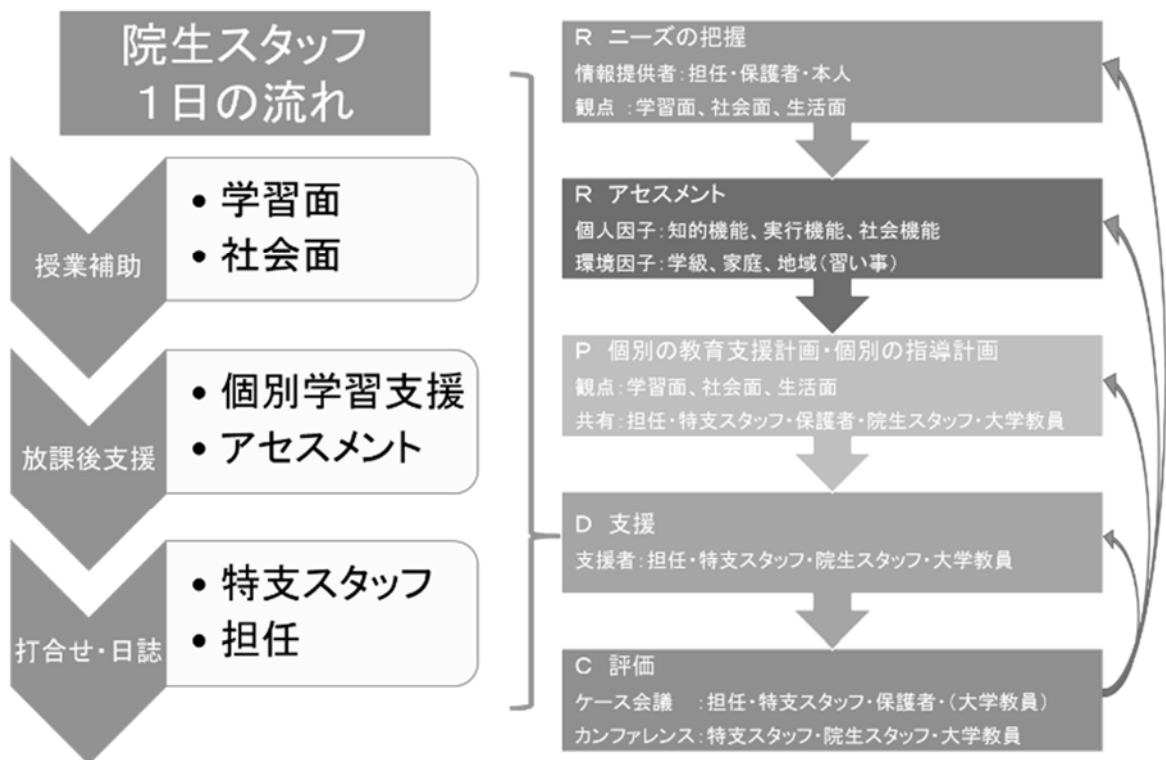 院生スタッフ
１日の流れ
授業補助
• 学習面
• 社会面
放課後支援
• 個別学習支援
• アセスメント
打合せ・日誌
• 特支スタッフ
• 担任
R ニーズの把握
情報提供者：担任・保護者・本人
観点 ：学習面、社会面、生活面
R アセスメント
個人因子：知的機能、実行機能、社会機能
環境因子：学級、家庭、地域（習い事）
P 個別の教育支援計画・個別の指導計画
観点：学習面、社会面、生活面
共有：担任・特支スタッフ・保護者・院生スタッフ・大学教員
D 支援
支援者：担任・特支スタッフ・院生スタッフ・大学教員
C 評価
ケース会議 ：担任・特支スタッフ・保護者・（大学教員）
カンファレンス：特支スタッフ・院生スタッフ・大学教員